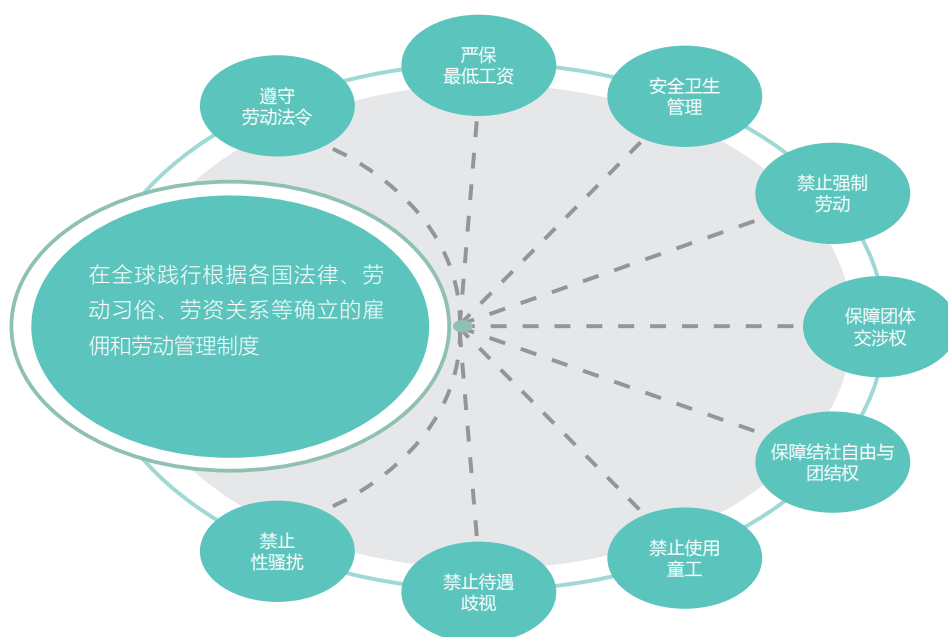 严保
最低工资
遵守
劳动法令
安全卫生
管理
禁止强制
劳动
在全球践行根据各国法律、劳
动习俗、劳资关系等确立的雇
佣和劳动管理制度
保障团体
交涉权
保障结社自由与
团结权
禁止
性骚扰
禁止使用
童工
禁止待遇
歧视